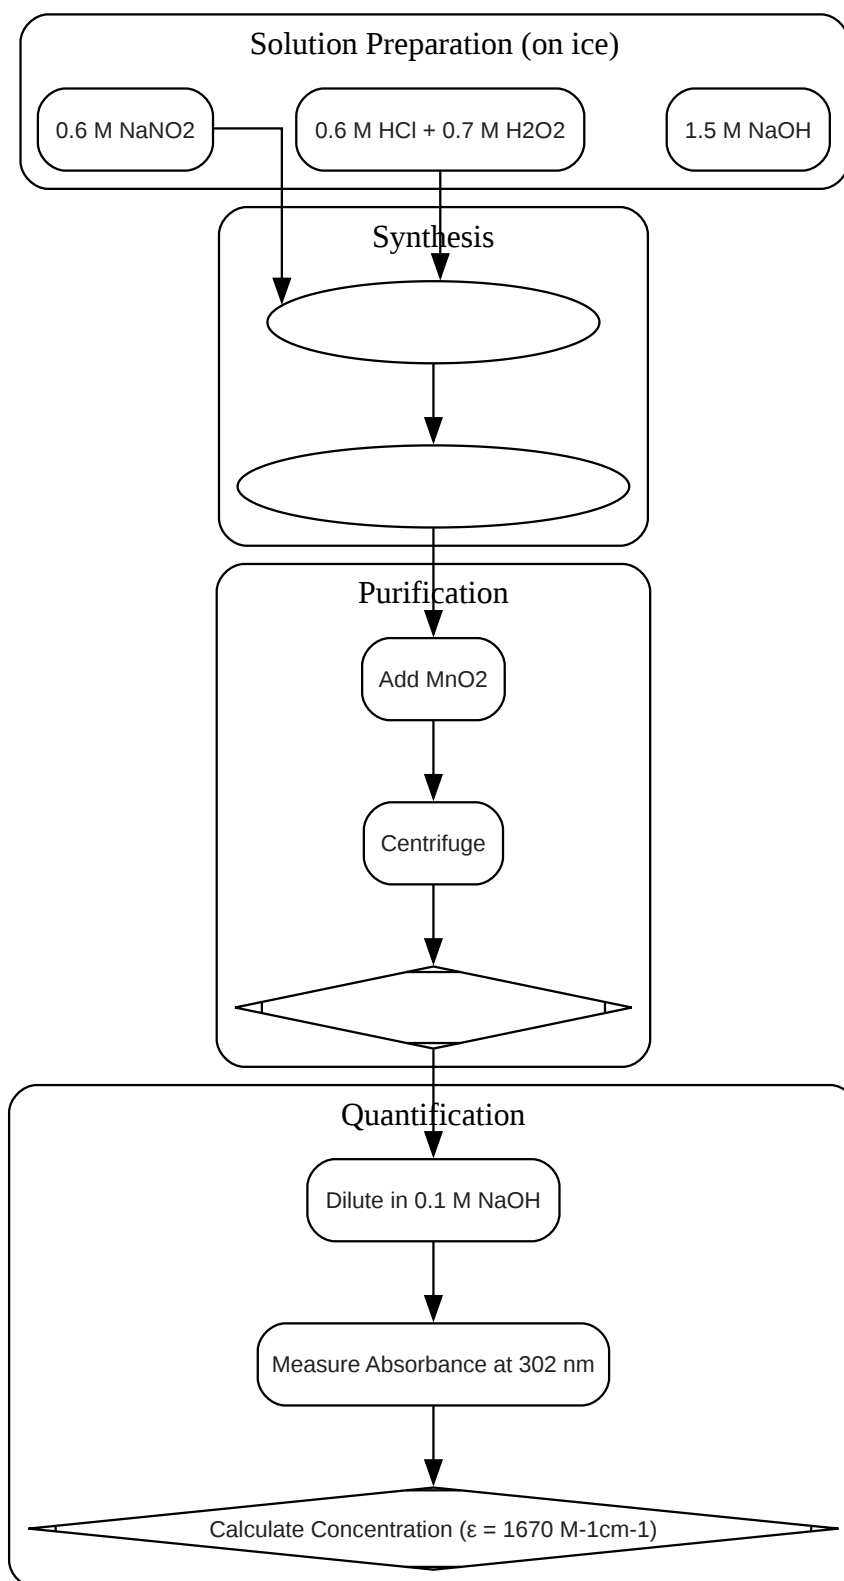 Solution Preparation (on ice)
0.6 M NaNO2
0.6 M HCl + 0.7 M H2O2
1.5 M NaOH
Synthesis
Purification
Add MnO2
Centrifuge
Quantification
Dilute in 0.1 M NaOH
Measure Absorbance at 302 nm
Calculate Concentration (ε = 1670 M-1cm-1)